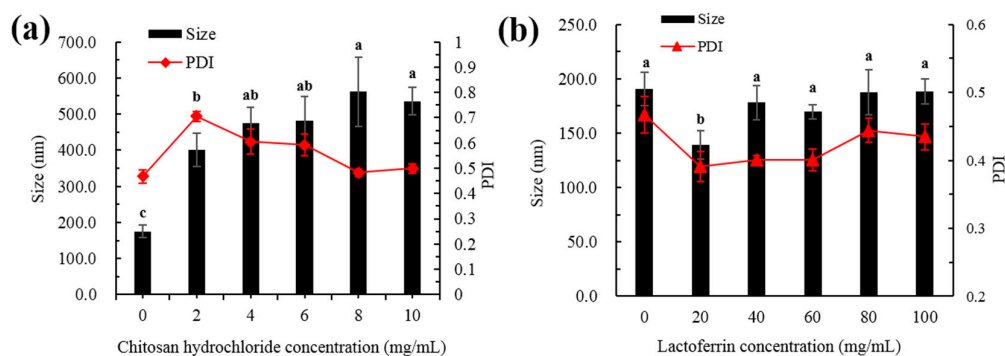 (a)
Size
PDI
700.0
600.0
500.0
400.0
300.0
200.0
100.0
0.0
Size (nm)
c
b
ab
ab
a
a
1
0.9
0.8
0.7
0.6
0.5
0.4
0.3
0.2
0.1
0
PDI
0 2 4 6 8 10
Chitosan hydrochloride concentration (mg/mL)
(b)
Size
PDI
250.0
200.0
150.0
100.0
50.0
0.0
Size (nm)
a
b
a
a
a
a
0.6
0.5
0.4
0.3
0.2
PDI
0 20 40 60 80 100
Lactoferrin concentration (mg/mL)